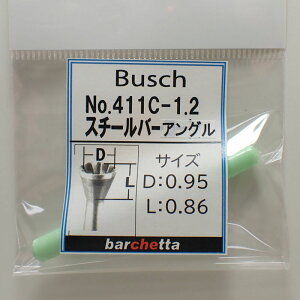 Busch
No.411C-1.2
スチールバーアングル
D
L
サイズ
D:0.95
L:0.86
barchetta